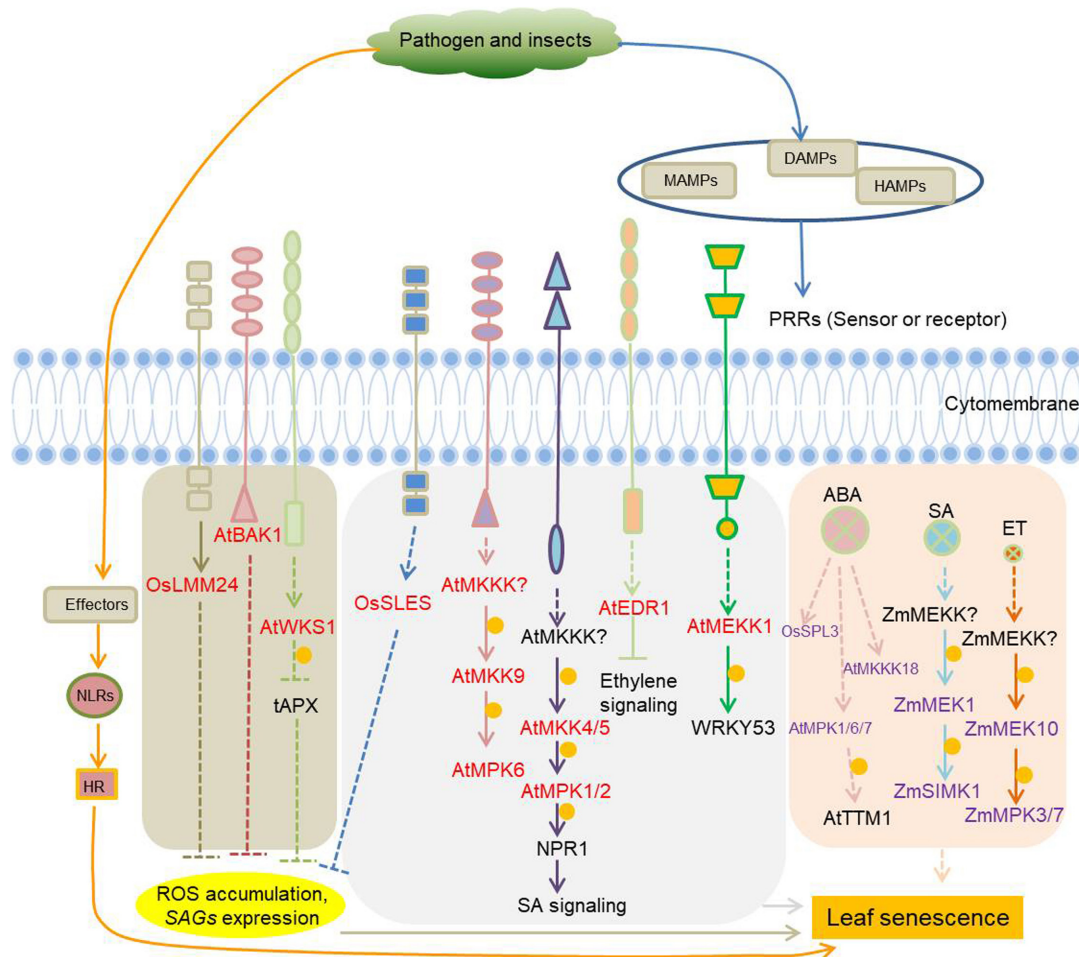 Pathogen and insects
DAMPs
MAMPs
HAMPs
PRRs (Sensor or receptor)
Cytomembrane
Effectors
NLRs
HR
OsLMM24
AtBAK1
AtWKS1
tAPX
OsSLES
AtMKKK?
AtMKK9
AtMPK6
AtMKKK?
AtMKK4/5
AtMPK1/2
NPR1
SA signaling
AtEDR1
Ethylene
signaling
AtMEKK1
WRKY53
ABA
OsSPL3
AtMKKK18
AtMPK1/6/7
AtTTM1
SA
ZmMEKK?
ZmMEK1
ZmSIMK1
ET
ZmMEKK?
ZmMEK10
ZmMPK3/7
ROS accumulation,
SAGs expression
Leaf senescence